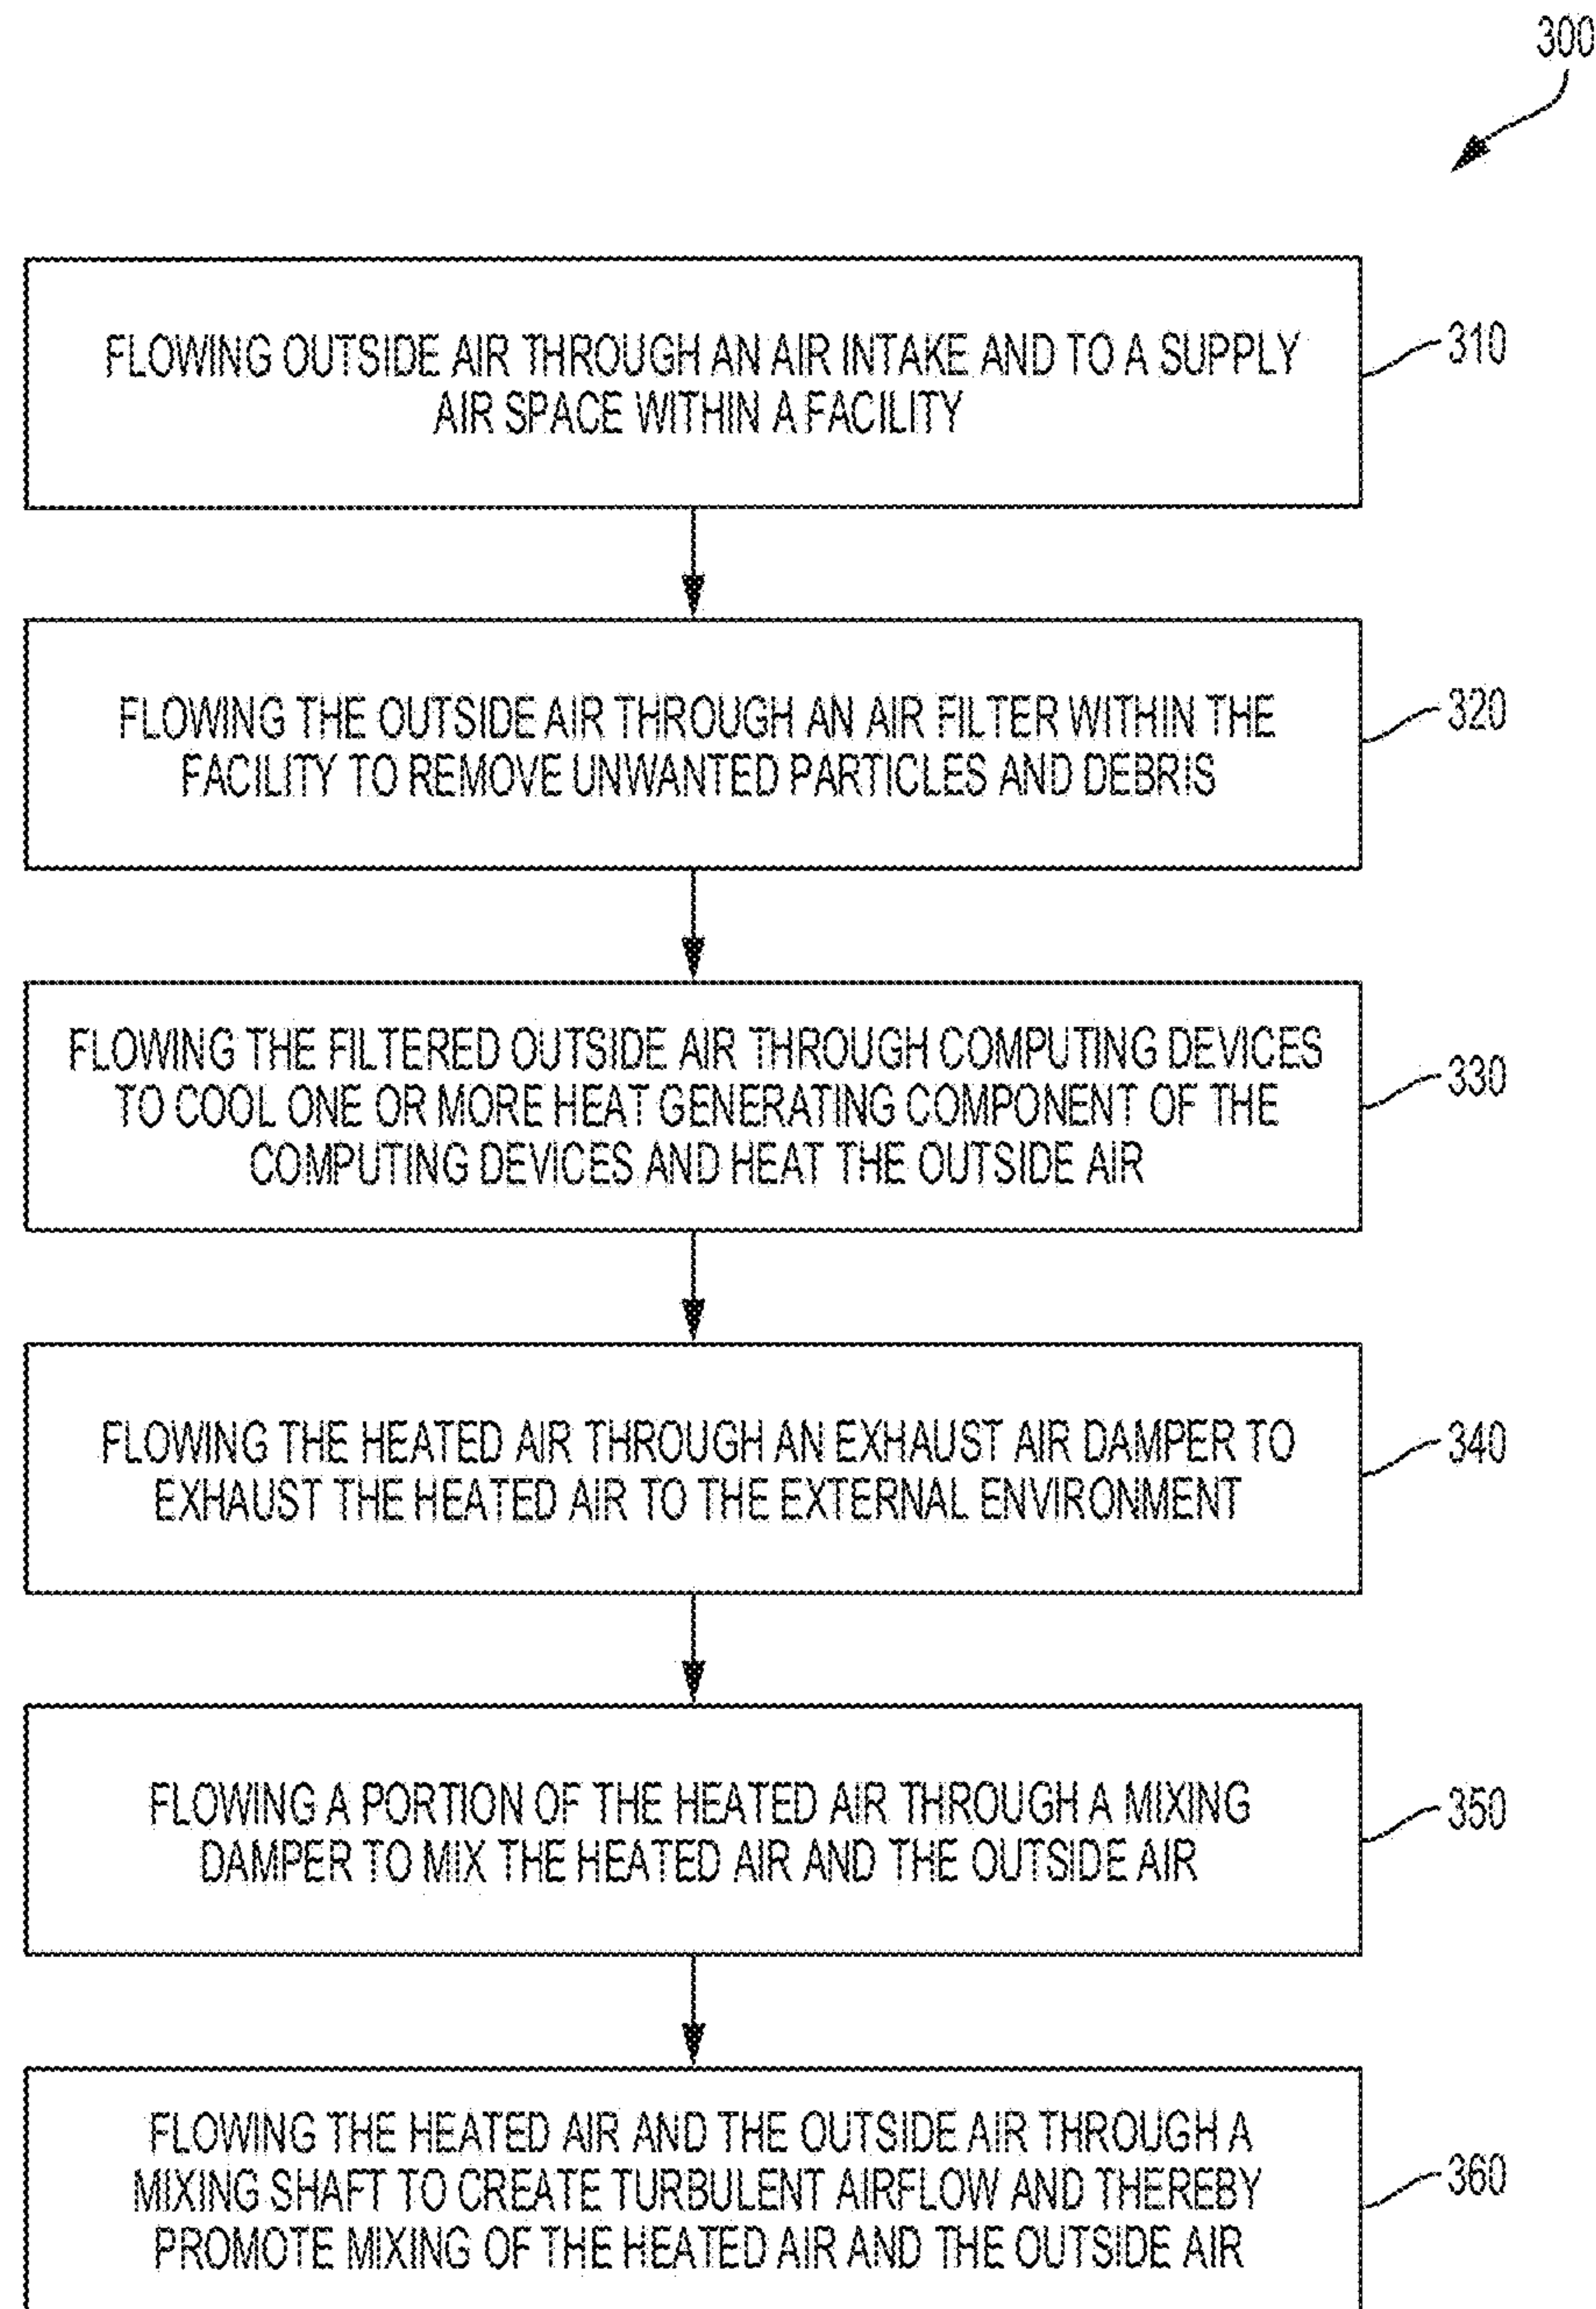 300
FLOWING OUTSIDE AIR THROUGH AN AIR INTAKE AND TO A SUPPLY
AIR SPACE WITHIN A FACILITY
310
FLOWING THE OUTSIDE AIR THROUGH AN AIR FILTER WITHIN THE
FACILITY TO REMOVE UNWANTED PARTICLES AND DEBRIS
320
FLOWING THE FILTERED OUTSIDE AIR THROUGH COMPUTING DEVICES
TO COOL ONE OR MORE HEAT GENERATING COMPONENT OF THE
COMPUTING DEVICES AND HEAT THE OUTSIDE AIR
330
FLOWING THE HEATED AIR THROUGH AN EXHAUST AIR DAMPER TO
EXHAUST THE HEATED AIR TO THE EXTERNAL ENVIRONMENT
340
FLOWING A PORTION OF THE HEATED AIR THROUGH A MIXING
DAMPER TO MIX THE HEATED AIR AND THE OUTSIDE AIR
350
FLOWING THE HEATED AIR AND THE OUTSIDE AIR THROUGH A
MIXING SHAFT TO CREATE TURBULENT AIRFLOW AND THEREBY
PROMOTE MIXING OF THE HEATED AIR AND THE OUTSIDE AIR
360